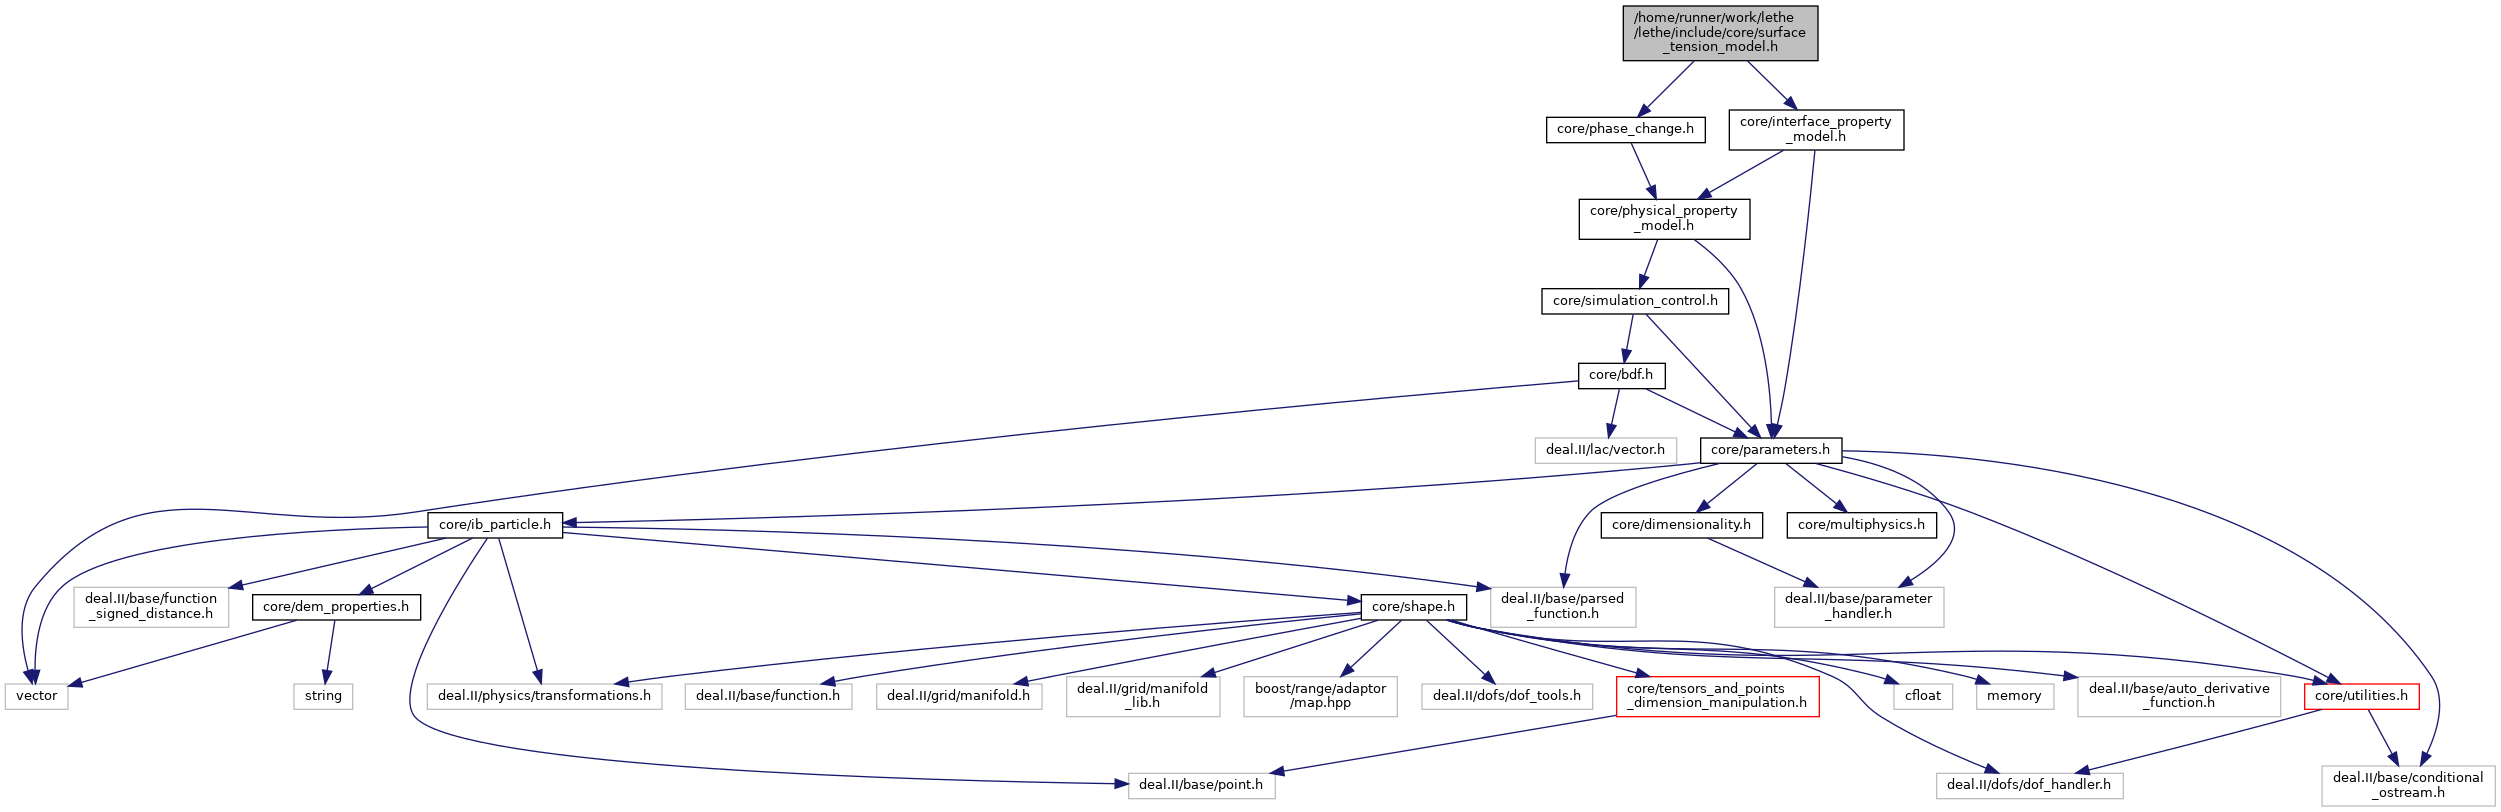 /home/runner/work/lethe
/lethe/include/core/surface
_tension_model.h
core/phase_change.h
core/interface_property
_model.h
core/physical_property
_model.h
core/simulation_control.h
core/bdf.h
deal.II/lac/vector.h
core/parameters.h
core/ib_particle.h
core/dimensionality.h
core/multiphysics.h
deal.II/base/function
_signed_distance.h
core/dem_properties.h
core/shape.h
deal.II/base/parsed
_function.h
deal.II/base/parameter
_handler.h
vector
string
deal.II/physics/transformations.h
deal.II/base/function.h
deal.II/grid/manifold.h
deal.II/grid/manifold
_lib.h
boost/range/adaptor
/map.hpp
deal.II/dofs/dof_tools.h
core/tensors_and_points
_dimension_manipulation.h
cfloat
memory
deal.II/base/auto_derivative
_function.h
core/utilities.h
deal.II/base/point.h
deal.II/dofs/dof_handler.h
deal.II/base/conditional
_ostream.h